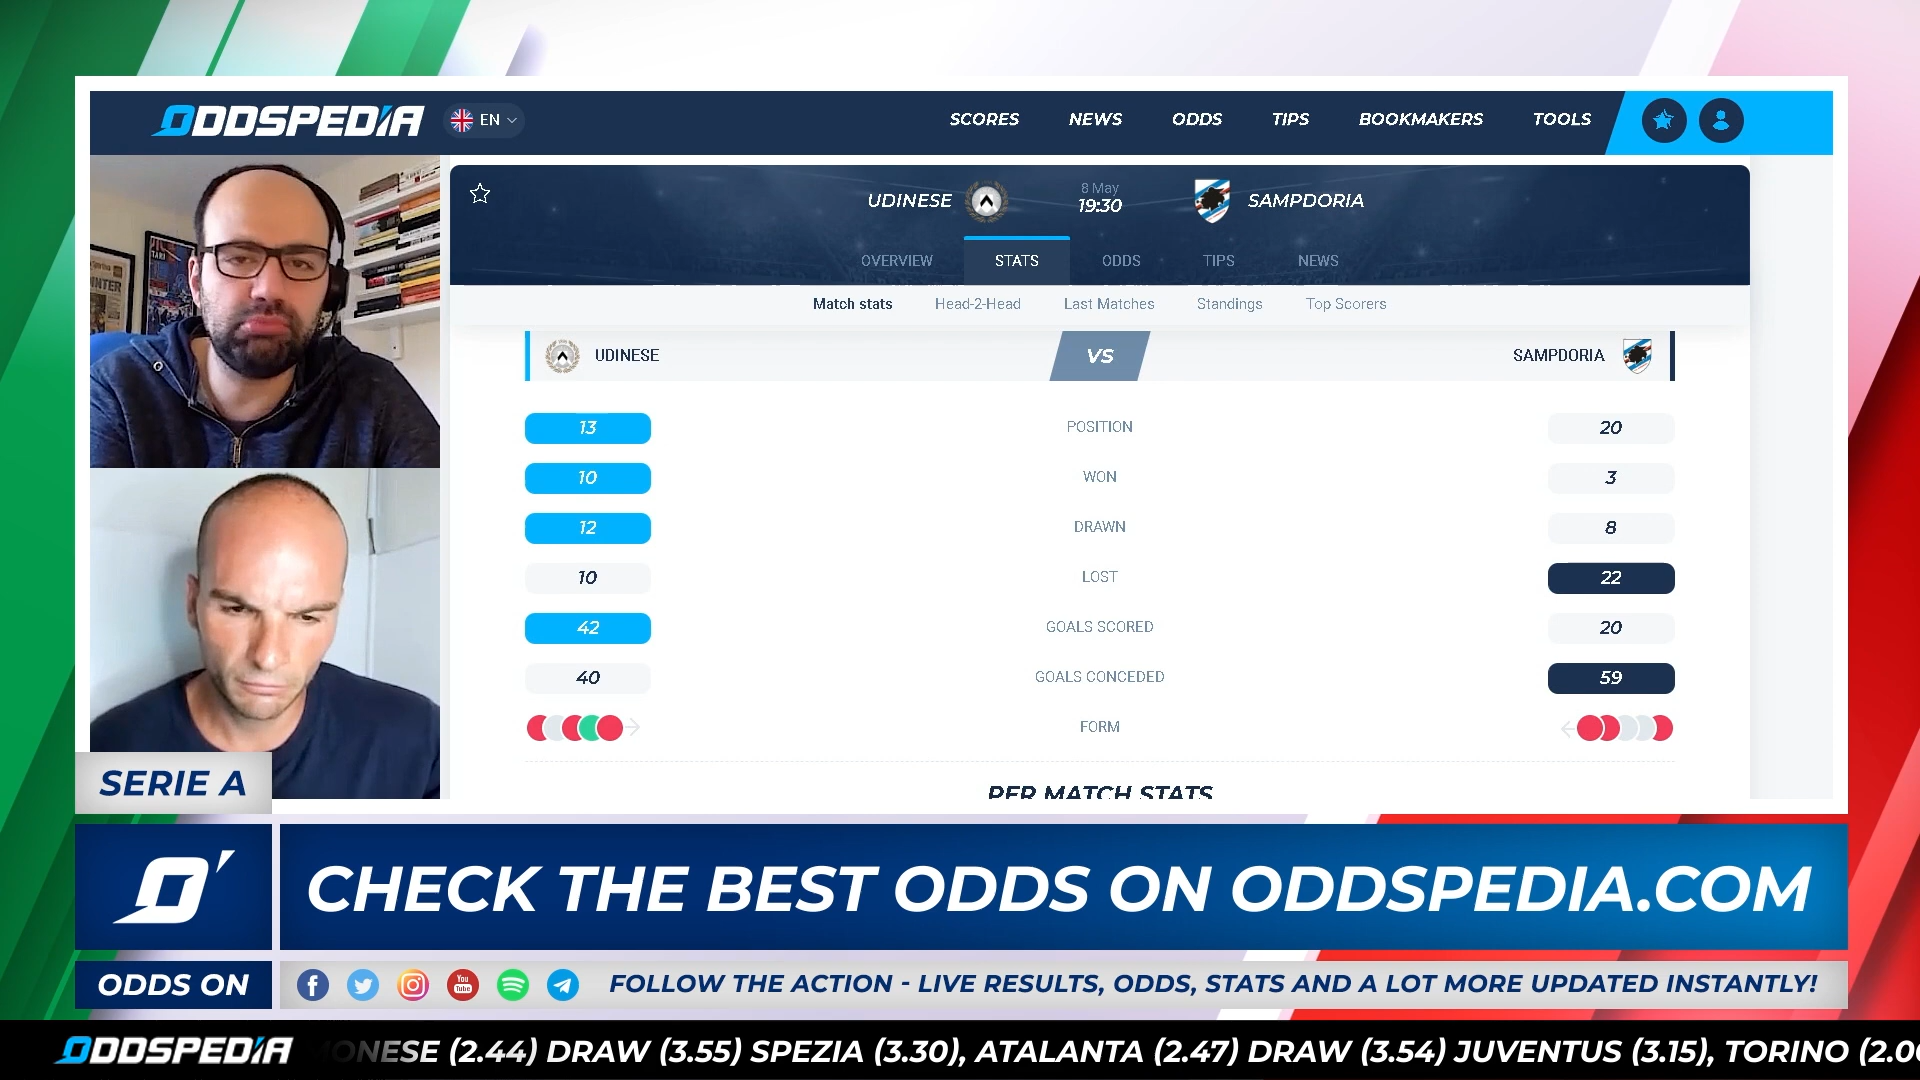 ODDSPEDIA
EN
SCORES NEWS ODDS TIPS BOOKMAKERS TOOLS
UDINESE
8 May
19:30
SAMPDORIA
OVERVIEW STATS ODDS TIPS NEWS
Match stats Head-2-Head Last Matches Standings Top Scorers
UDINESE VS SAMPDORIA
13 POSITION 20
10 WON 3
12 DRAWN 8
10 LOST 22
42 GOALS SCORED 20
40 GOALS CONCEDED 59
FORM
PER MATCH STATS
SERIE A
CHECK THE BEST ODDS ON ODDSPEDIA.COM
ODDS ON
You Tube
FOLLOW THE ACTION - LIVE RESULTS, ODDS, STATS AND A LOT MORE UPDATED INSTANTLY!
ODDSPEDIA
ONESE (2.44) DRAW (3.55) SPEZIA (3.30), ATALANTA (2.47) DRAW (3.54) JUVENTUS (3.15), TORINO (2.0